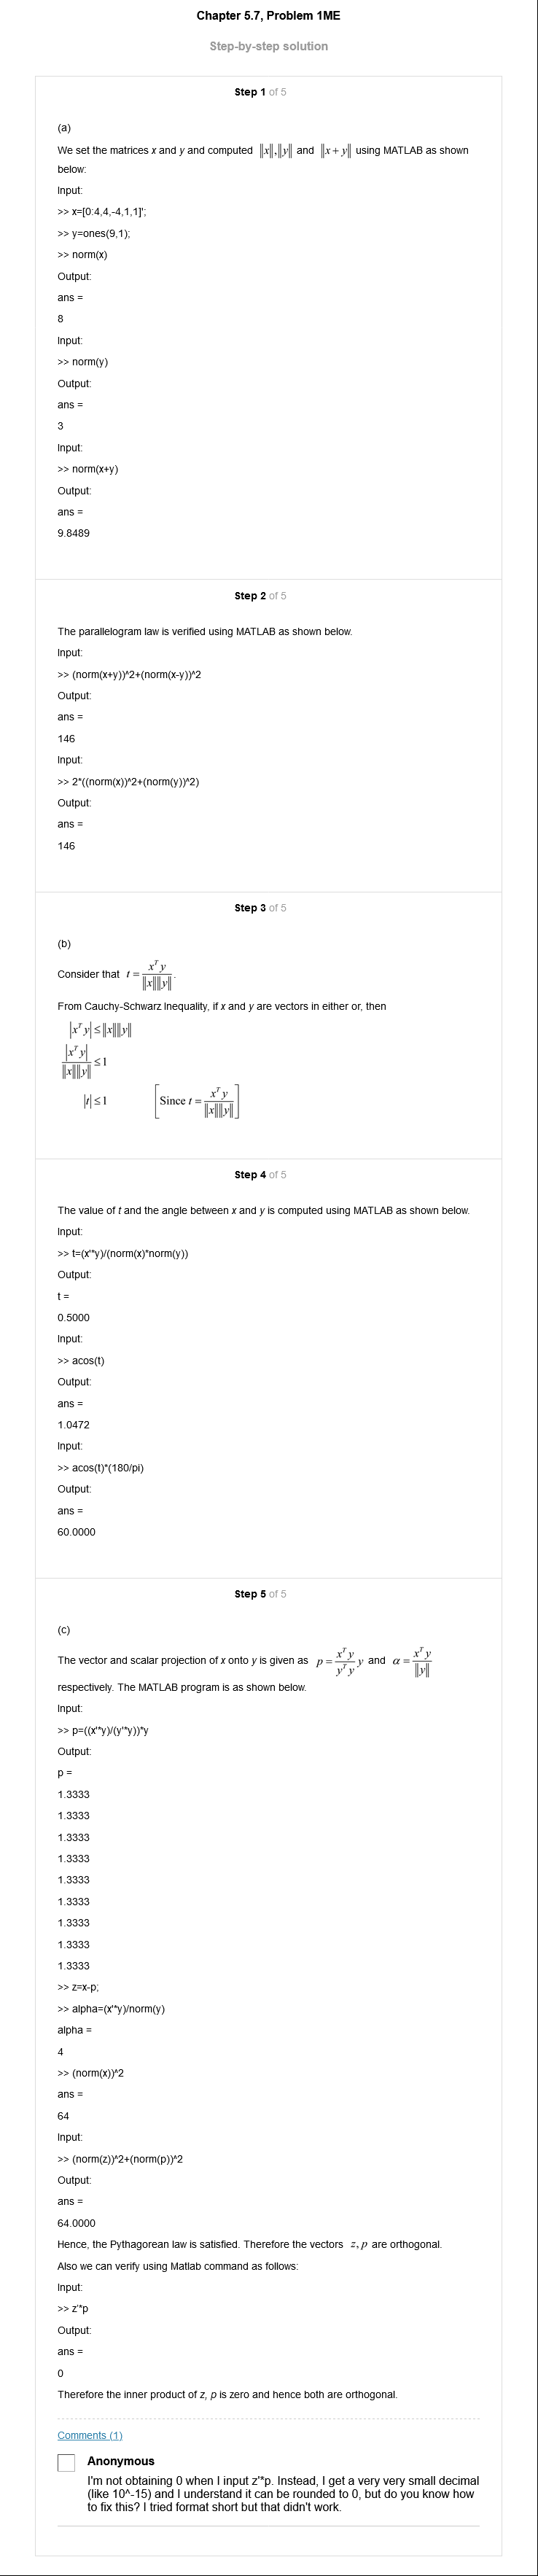 Chapter 5.7, Problem 1ME
Step-by-step solution
Step 1 of 5
(a)
We set the matrices x and y and computed ‖x‖,‖y‖ and ‖x + y‖ using MATLAB as shown
below:
Input:
>> x=[0:4,4,-4,1,1]';
>> y=ones(9,1);
>> norm(x)
Output:
ans =
8
Input:
>> norm(y)
Output:
ans =
3
Input:
>> norm(x+y)
Output:
ans =
9.8489
Step 2 of 5
The parallelogram law is verified using MATLAB as shown below.
Input:
>> (norm(x+y))^2+(norm(x-y))^2
Output:
ans =
146
Input:
>> 2*((norm(x))^2+(norm(y))^2)
Output:
ans =
146
Step 3 of 5
(b)
Consider that t = x^T y / ‖x‖‖y‖.
From Cauchy-Schwarz Inequality, if x and y are vectors in either or, then
|x^T y| ≤ ‖x‖‖y‖
|x^T y| / ‖x‖‖y‖ ≤ 1
|t| ≤ 1 [Since t = x^T y / ‖x‖‖y‖]
Step 4 of 5
The value of t and the angle between x and y is computed using MATLAB as shown below.
Input:
>> t=(x'*y)/(norm(x)*norm(y))
Output:
t =
0.5000
Input:
>> acos(t)
Output:
ans =
1.0472
Input:
>> acos(t)*(180/pi)
Output:
ans =
60.0000
Step 5 of 5
(c)
The vector and scalar projection of x onto y is given as p = x^T y / y^T y y and α = x^T y / ‖y‖
respectively. The MATLAB program is as shown below.
Input:
>> p=((x'*y)/(y'*y))*y
Output:
p =
1.3333
1.3333
1.3333
1.3333
1.3333
1.3333
1.3333
1.3333
1.3333
>> z=x-p;
>> alpha=(x'*y)/norm(y)
alpha =
4
>> (norm(x))^2
ans =
64
Input:
>> (norm(z))^2+(norm(p))^2
Output:
ans =
64.0000
Hence, the Pythagorean law is satisfied. Therefore the vectors z, p are orthogonal.
Also we can verify using Matlab command as follows:
Input:
>> z'*p
Output:
ans =
0
Therefore the inner product of z, p is zero and hence both are orthogonal.
Comments (1)
Anonymous
I'm not obtaining 0 when I input z'*p. Instead, I get a very very small decimal
(like 10^-15) and I understand it can be rounded to 0, but do you know how
to fix this? I tried format short but that didn't work.